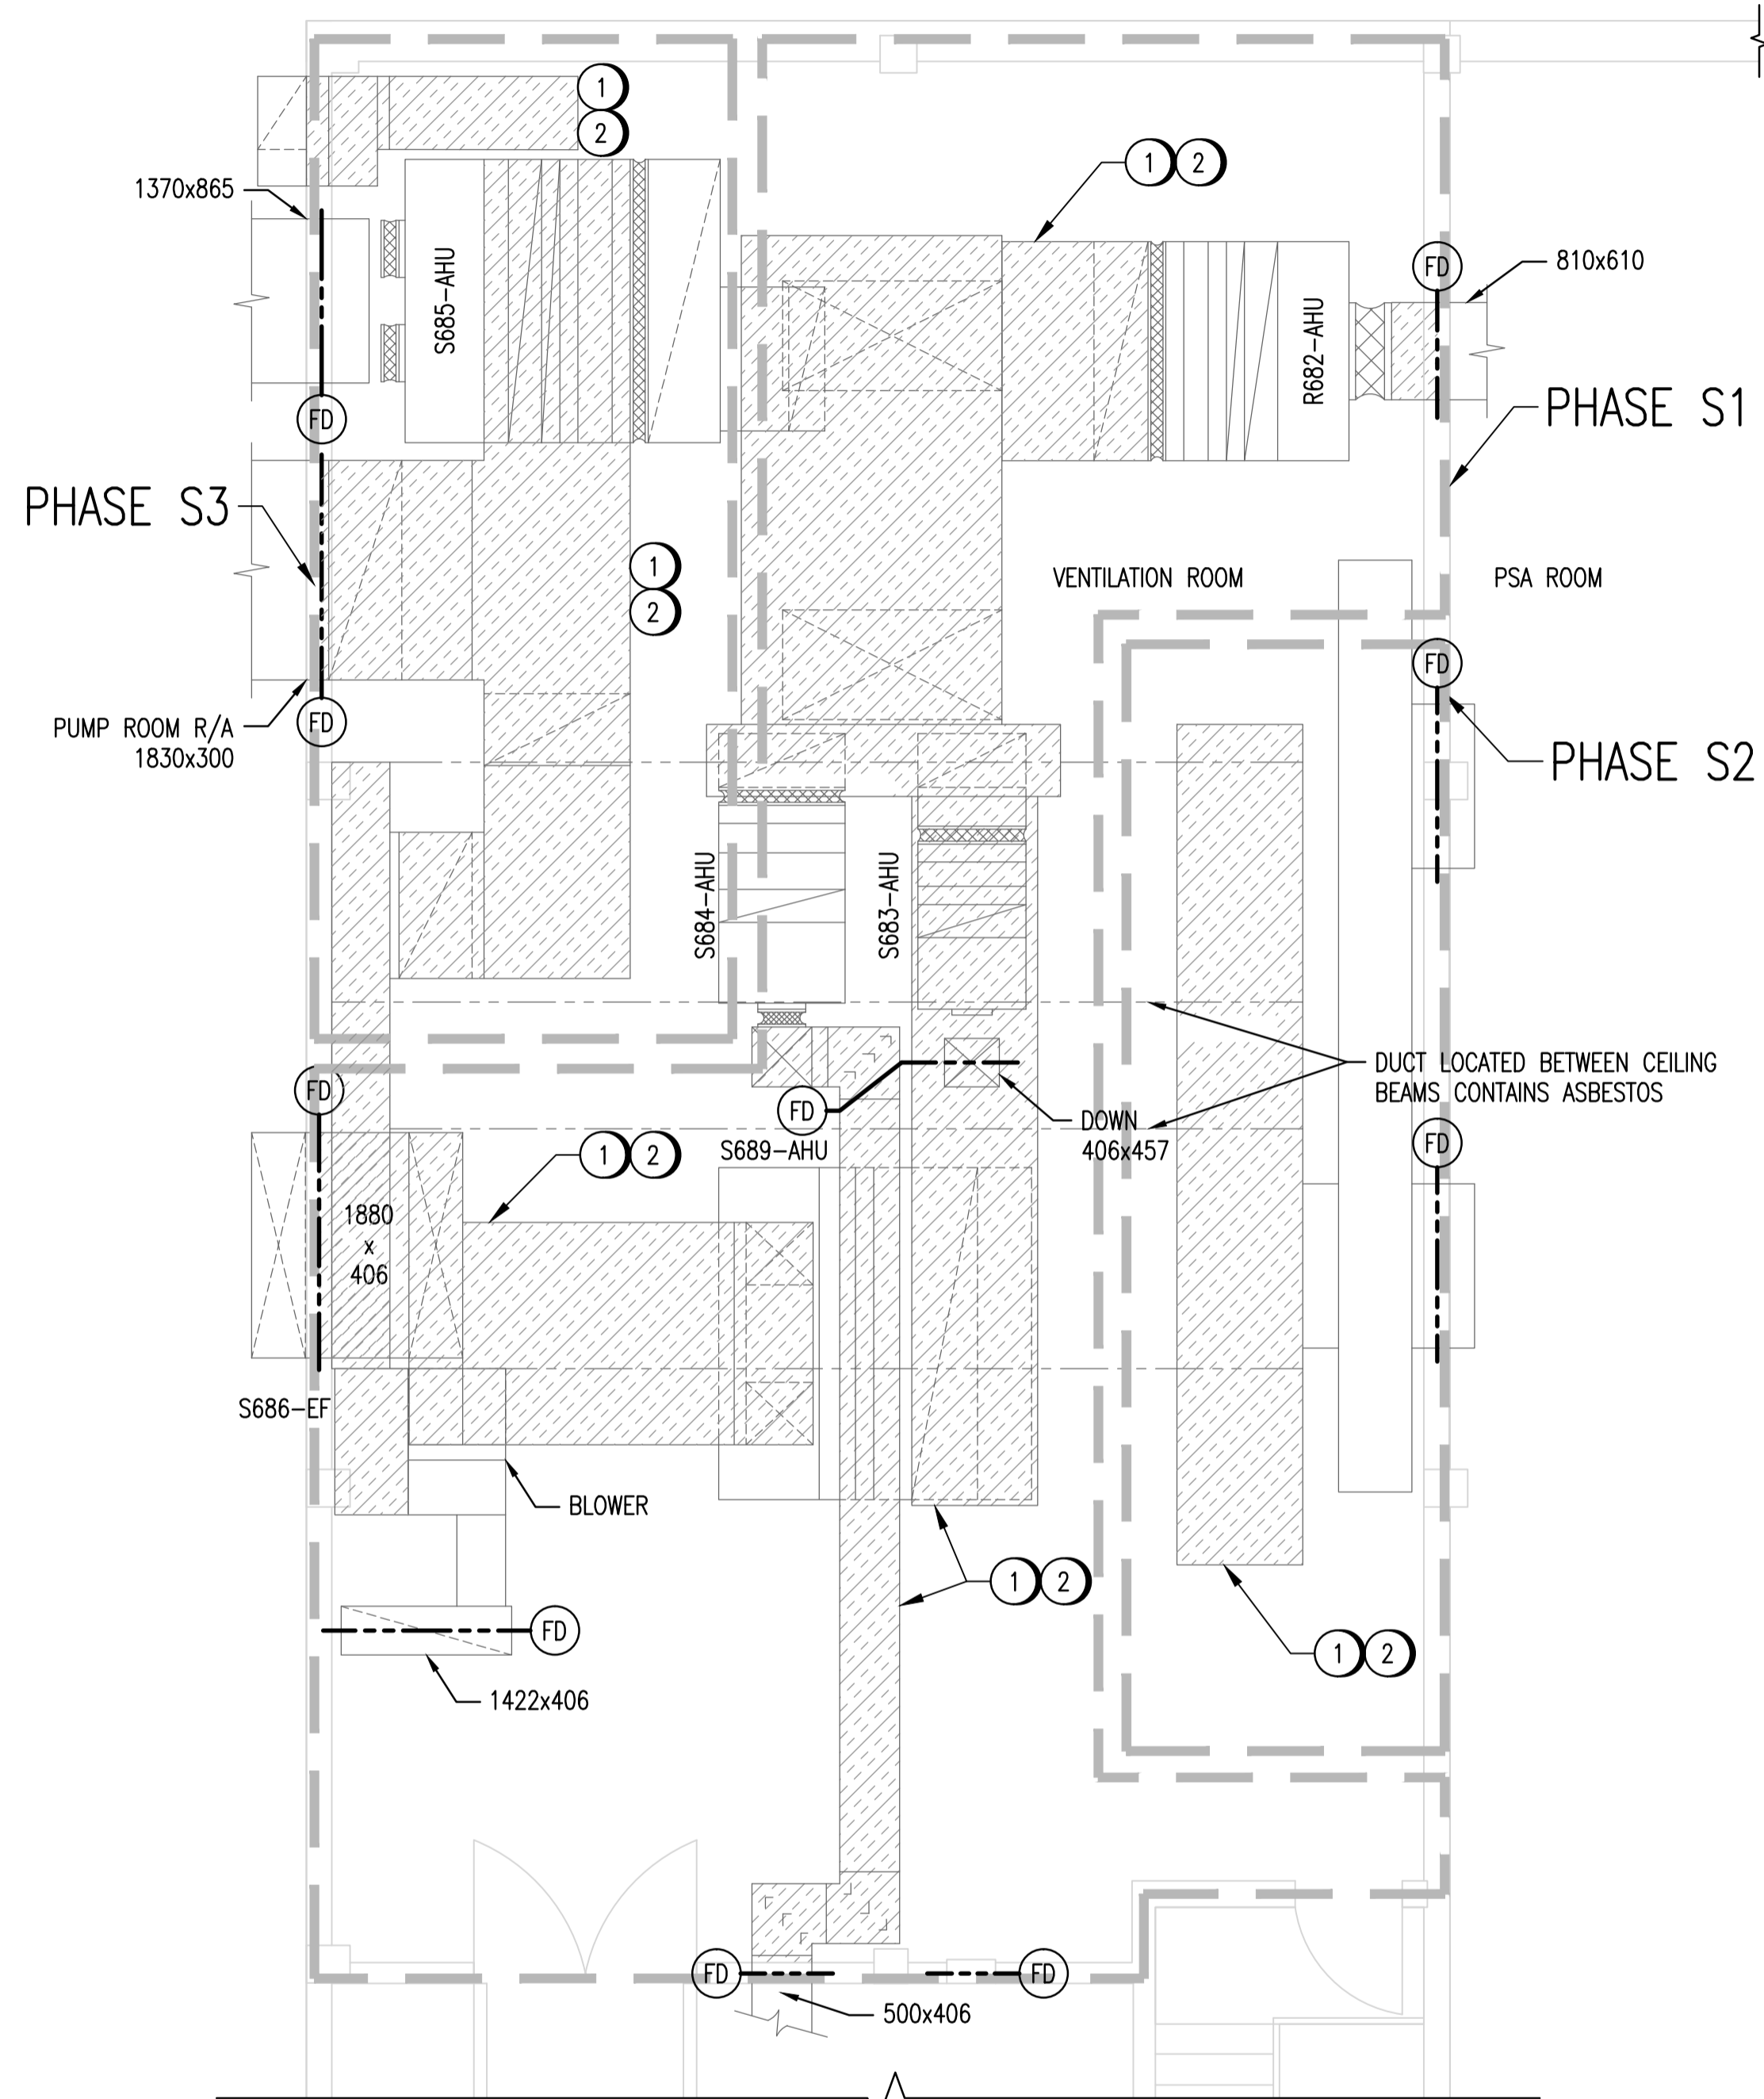 1
2
1 2
1370x865
S685-AHU
FD
810x610
R682-AHU
FD
PHASE S1
PHASE S3
1
2
VENTILATION ROOM
PSA ROOM
FD
PUMP ROOM R/A
1830x300
FD
PHASE S2
S684-AHU
S683-AHU
DUCT LOCATED BETWEEN CEILING
BEAMS CONTAINS ASBESTOS
FD
FD
DOWN
406x457
FD
S689-AHU
1 2
1880
x
406
S686-EF
BLOWER
1 2
FD
1 2
1422x406
FD
FD
500x406